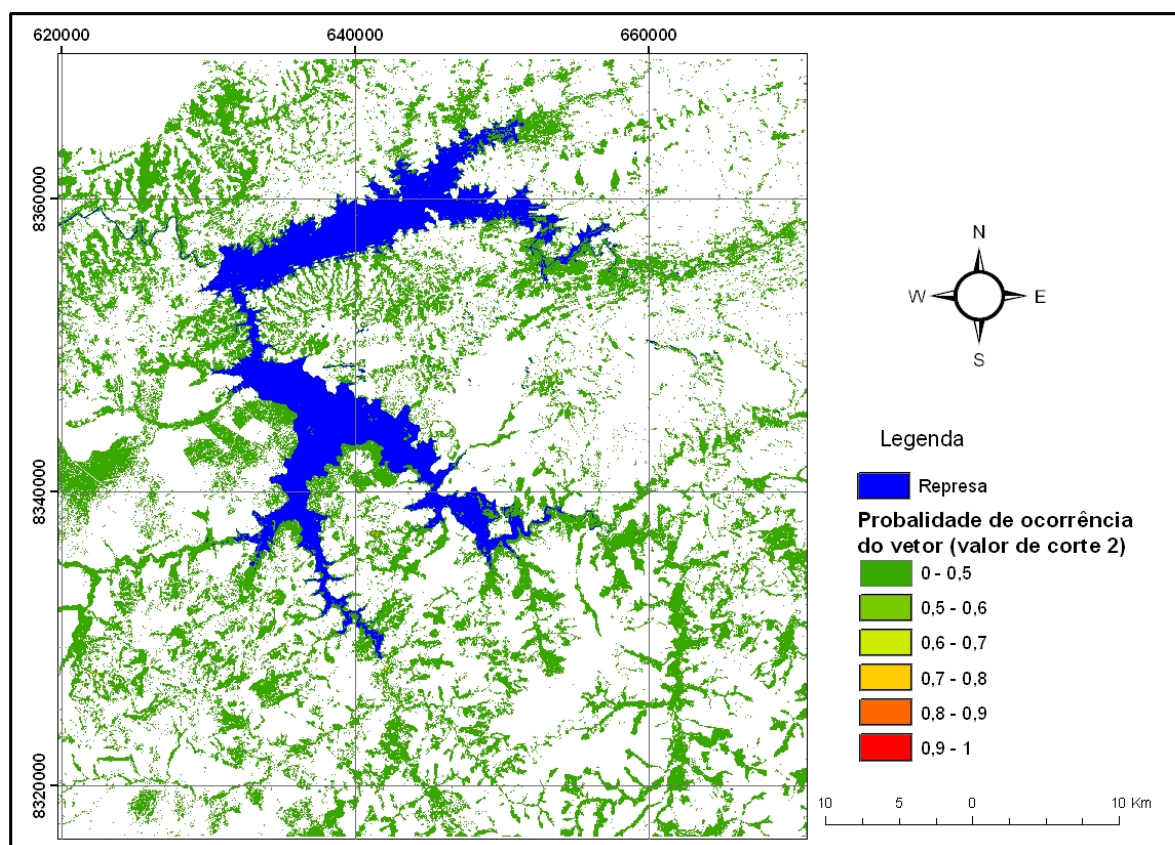 620000 640000 660000
8360000
8340000
8320000
N
W E
S
Legenda
Represa
Probalidade de ocorrência
do vetor (valor de corte 2)
0 - 0,5
0,5 - 0,6
0,6 - 0,7
0,7 - 0,8
0,8 - 0,9
0,9 - 1
10 5 0 10 Km